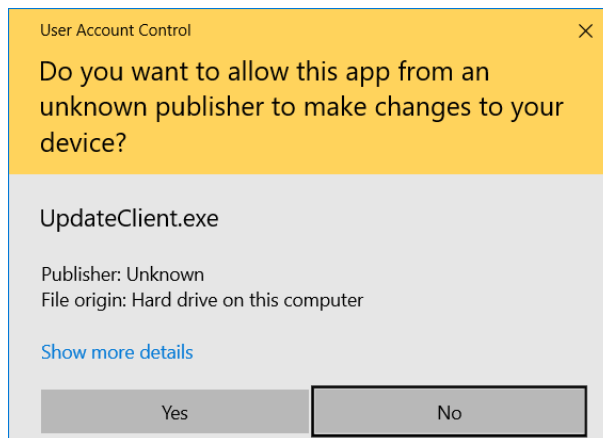 User Account Control
Do you want to allow this app from an
unknown publisher to make changes to your
device?
UpdateClient.exe
Publisher: Unknown
File origin: Hard drive on this computer
Show more details
Yes
No